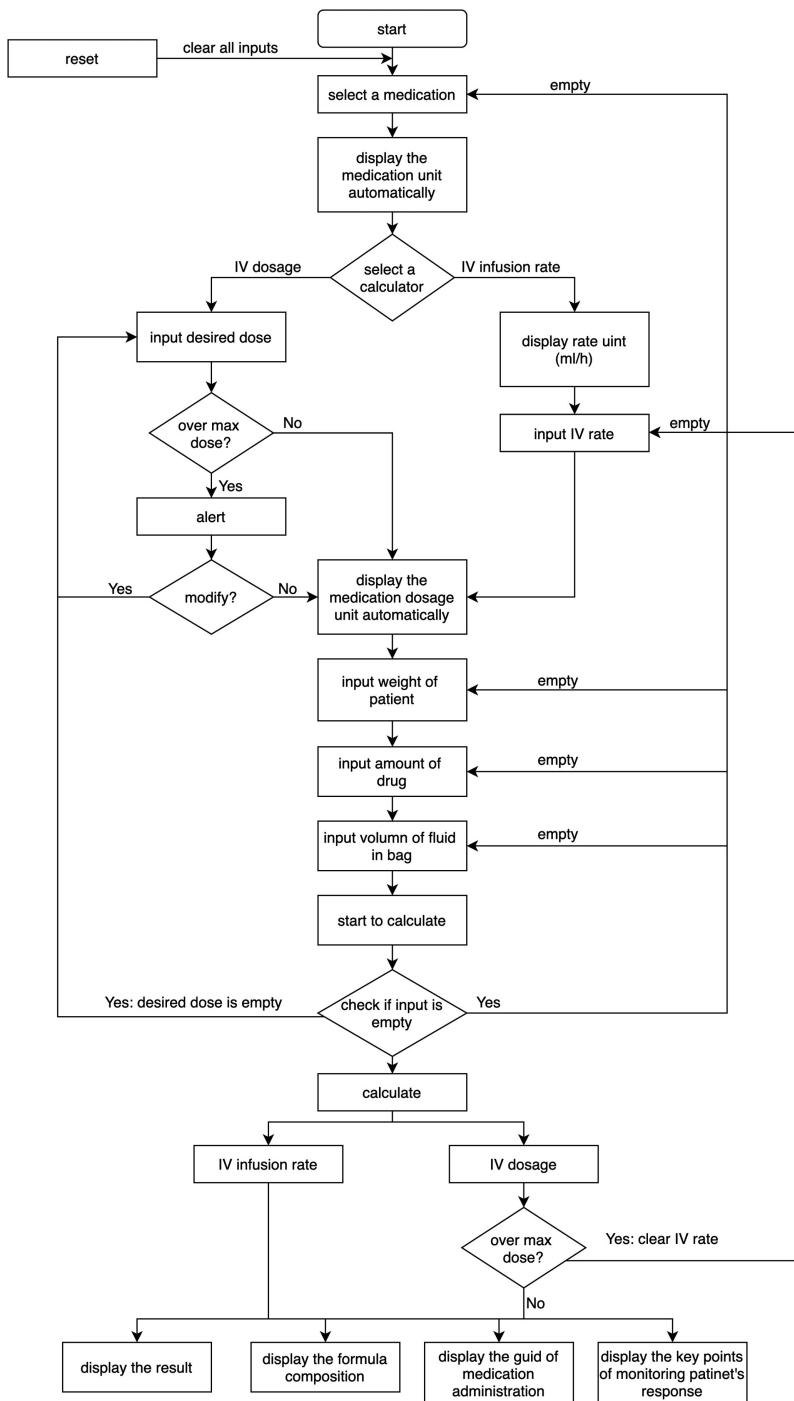 start
reset
clear all inputs
select a medication
empty
display the
medication unit
automatically
IV dosage
select a
calculator
IV infusion rate
input desired dose
display rate uint
(ml/h)
over max
dose?
No
input IV rate
empty
Yes
alert
Yes
modify?
No
display the
medication dosage
unit automatically
input weight of
patient
empty
input amount of
drug
empty
input volumn of fluid
in bag
empty
start to calculate
Yes: desired dose is empty
check if input is
empty
Yes
calculate
IV infusion rate
IV dosage
over max
dose?
Yes: clear IV rate
No
display the result
display the formula
composition
display the guid of
medication
administration
display the key points
of monitoring patinet's
response